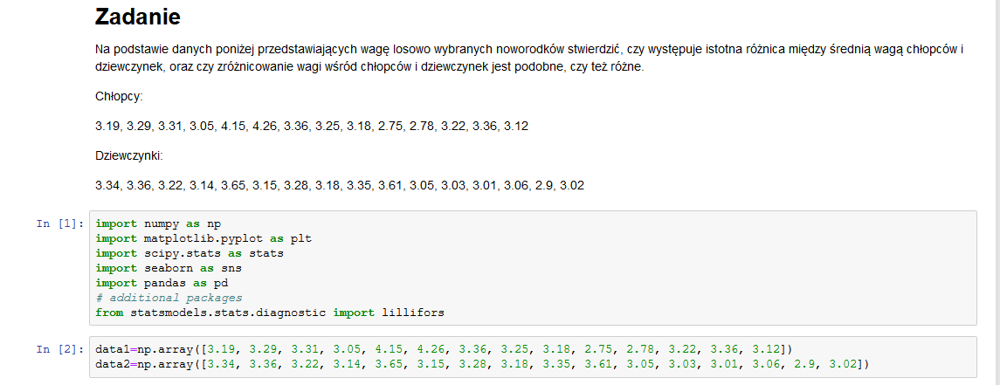 Zadanie
Na podstawie danych poniżej przedstawiających wagę losowo wybranych noworodków stwierdzić, czy występuje istotna różnica między średnią wagą chłopców i
dziewczynek, oraz czy zróżnicowanie wagi wśród chłopców i dziewczynek jest podobne, czy też różne.
Chłopcy:
3.19, 3.29, 3.31, 3.05, 4.15, 4.26, 3.36, 3.25, 3.18, 2.75, 2.78, 3.22, 3.36, 3.12
Dziewczynki:
3.34, 3.36, 3.22, 3.14, 3.65, 3.15, 3.28, 3.18, 3.35, 3.61, 3.05, 3.03, 3.01, 3.06, 2.9, 3.02
In [1]: import numpy as np
import matplotlib.pyplot as plt
import scipy.stats as stats
import seaborn as sns
import pandas as pd
# additional packages
from statsmodels.stats.diagnostic import lillifors
In [2]: data1=np.array([3.19, 3.29, 3.31, 3.05, 4.15, 4.26, 3.36, 3.25, 3.18, 2.75, 2.78, 3.22, 3.36, 3.12])
data2=np.array([3.34, 3.36, 3.22, 3.14, 3.65, 3.15, 3.28, 3.18, 3.35, 3.61, 3.05, 3.03, 3.01, 3.06, 2.9, 3.02])